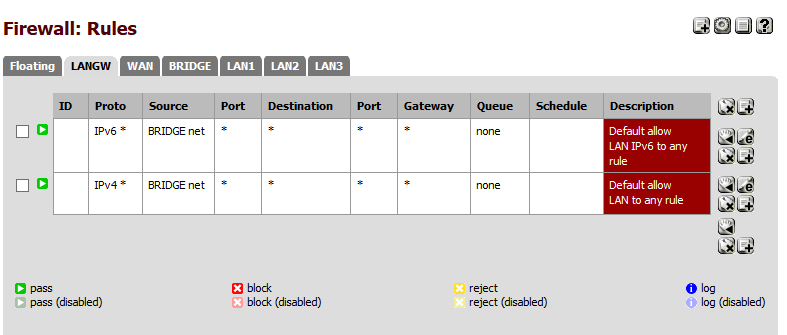 Firewall: Rules
Floating LANGW WAN BRIDGE LAN1 LAN2 LAN3
ID Proto Source Port Destination Port Gateway Queue Schedule Description
IPv6 * BRIDGE net * * * * none Default allow
LAN IPv6 to any
rule
IPv4 * BRIDGE net * * * * none Default allow
LAN to any rule
pass block reject log
pass (disabled) block (disabled) reject (disabled) log (disabled)